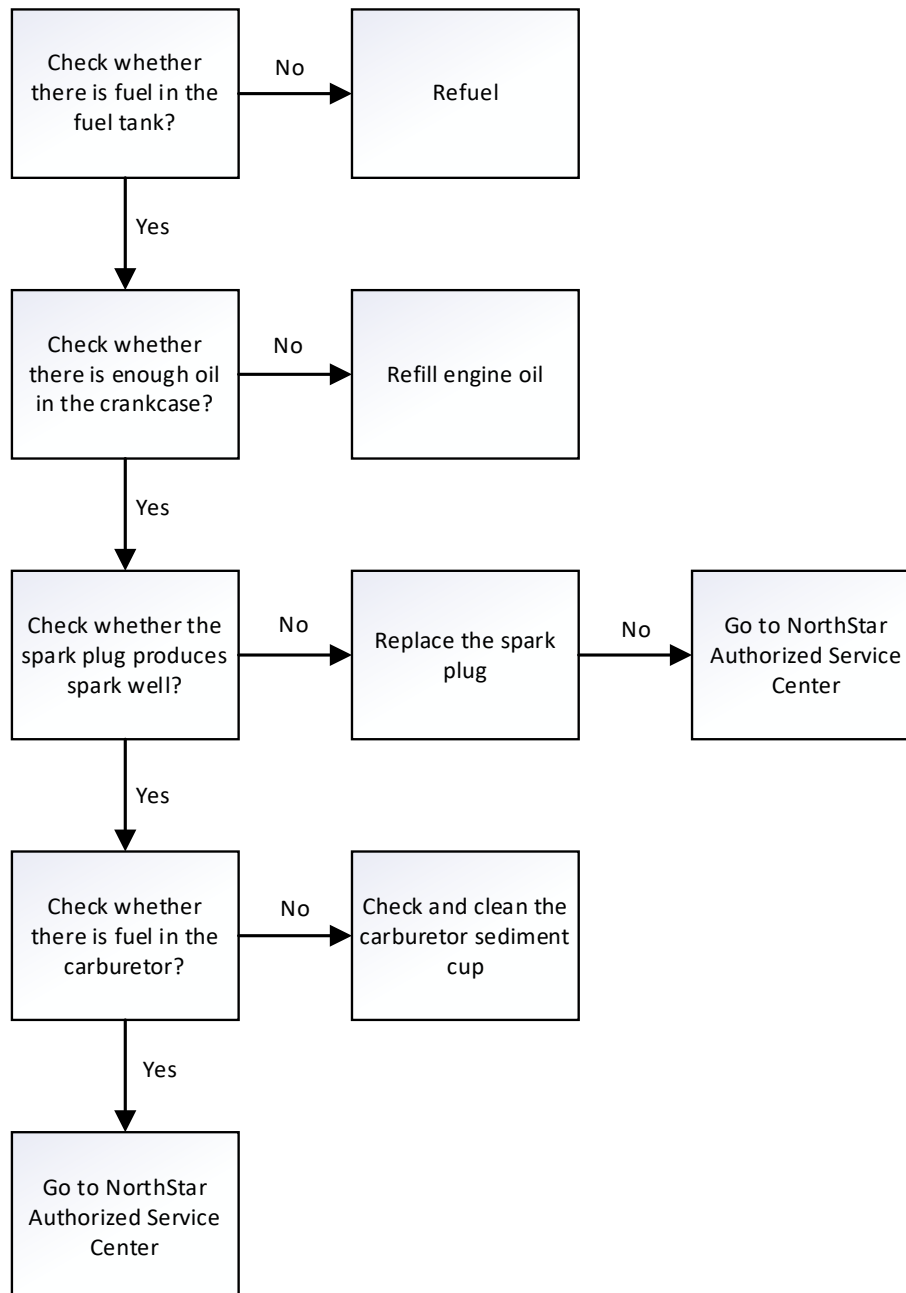 Check whether
there is fuel in the
fuel tank?
No
Refuel
Yes
Check whether
there is enough oil
in the crankcase?
No
Refill engine oil
Yes
Check whether the
spark plug produces
spark well?
No
Replace the spark
plug
No
Go to NorthStar
Authorized Service
Center
Yes
Check whether
there is fuel in the
carburetor?
No
Check and clean the
carburetor sediment
cup
Yes
Go to NorthStar
Authorized Service
Center